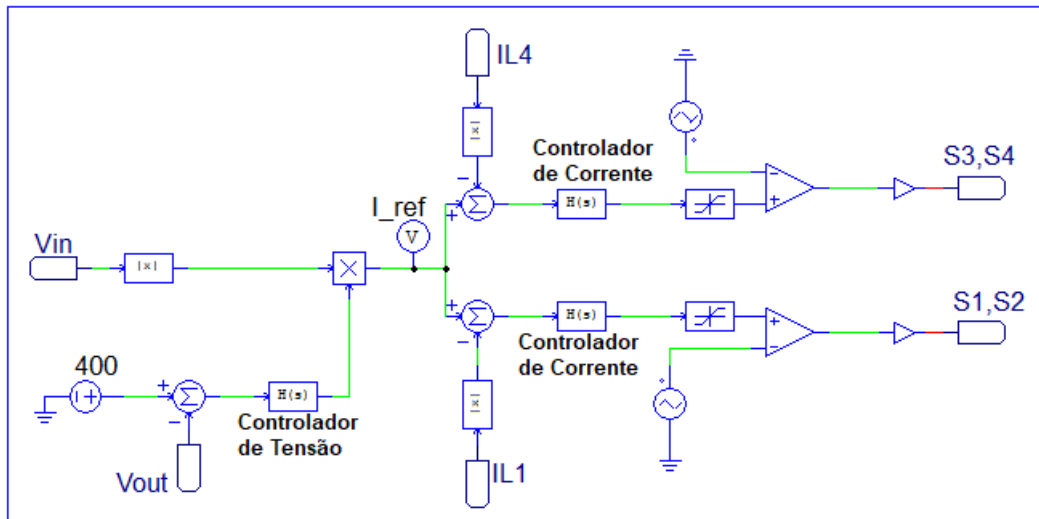 IL4
|x|
Controlador
de Corrente
S3,S4
I_ref
H(s)
V
Vin
|x|
H(s)
S1,S2
Controlador
de Corrente
400
H(s)
|x|
Controlador
de Tensão
Vout
IL1